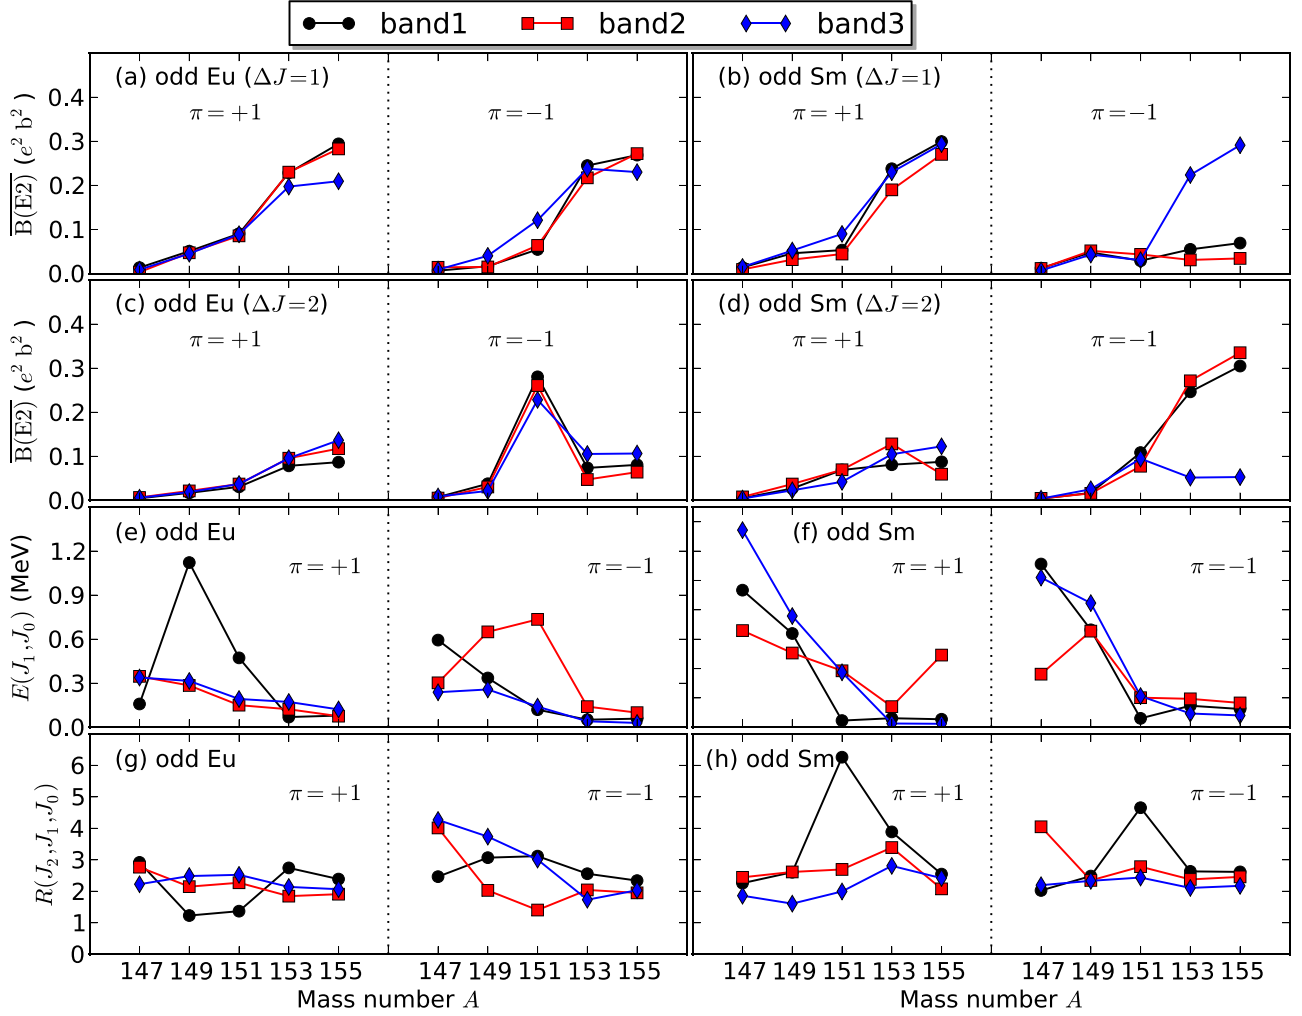 band1 band2 band3
(a) odd Eu (ΔJ=1)
π=+1
π=−1
(b) odd Sm (ΔJ=1)
π=+1
π=−1
B(E2) (e² b²)
0.4
0.3
0.2
0.1
0.0
(c) odd Eu (ΔJ=2)
π=+1
π=−1
(d) odd Sm (ΔJ=2)
π=+1
π=−1
B(E2) (e² b²)
0.4
0.3
0.2
0.1
0.0
(e) odd Eu
π=+1
π=−1
(f) odd Sm
π=+1
π=−1
E(J₁,J₀) (MeV)
1.2
0.9
0.6
0.3
0.0
(g) odd Eu
π=+1
π=−1
(h) odd Sm
π=+1
π=−1
R(J₂,J₁,J₀)
6
5
4
3
2
1
0
147 149 151 153 155 147 149 151 153 155 147 149 151 153 155 147 149 151 153 155
Mass number A Mass number A